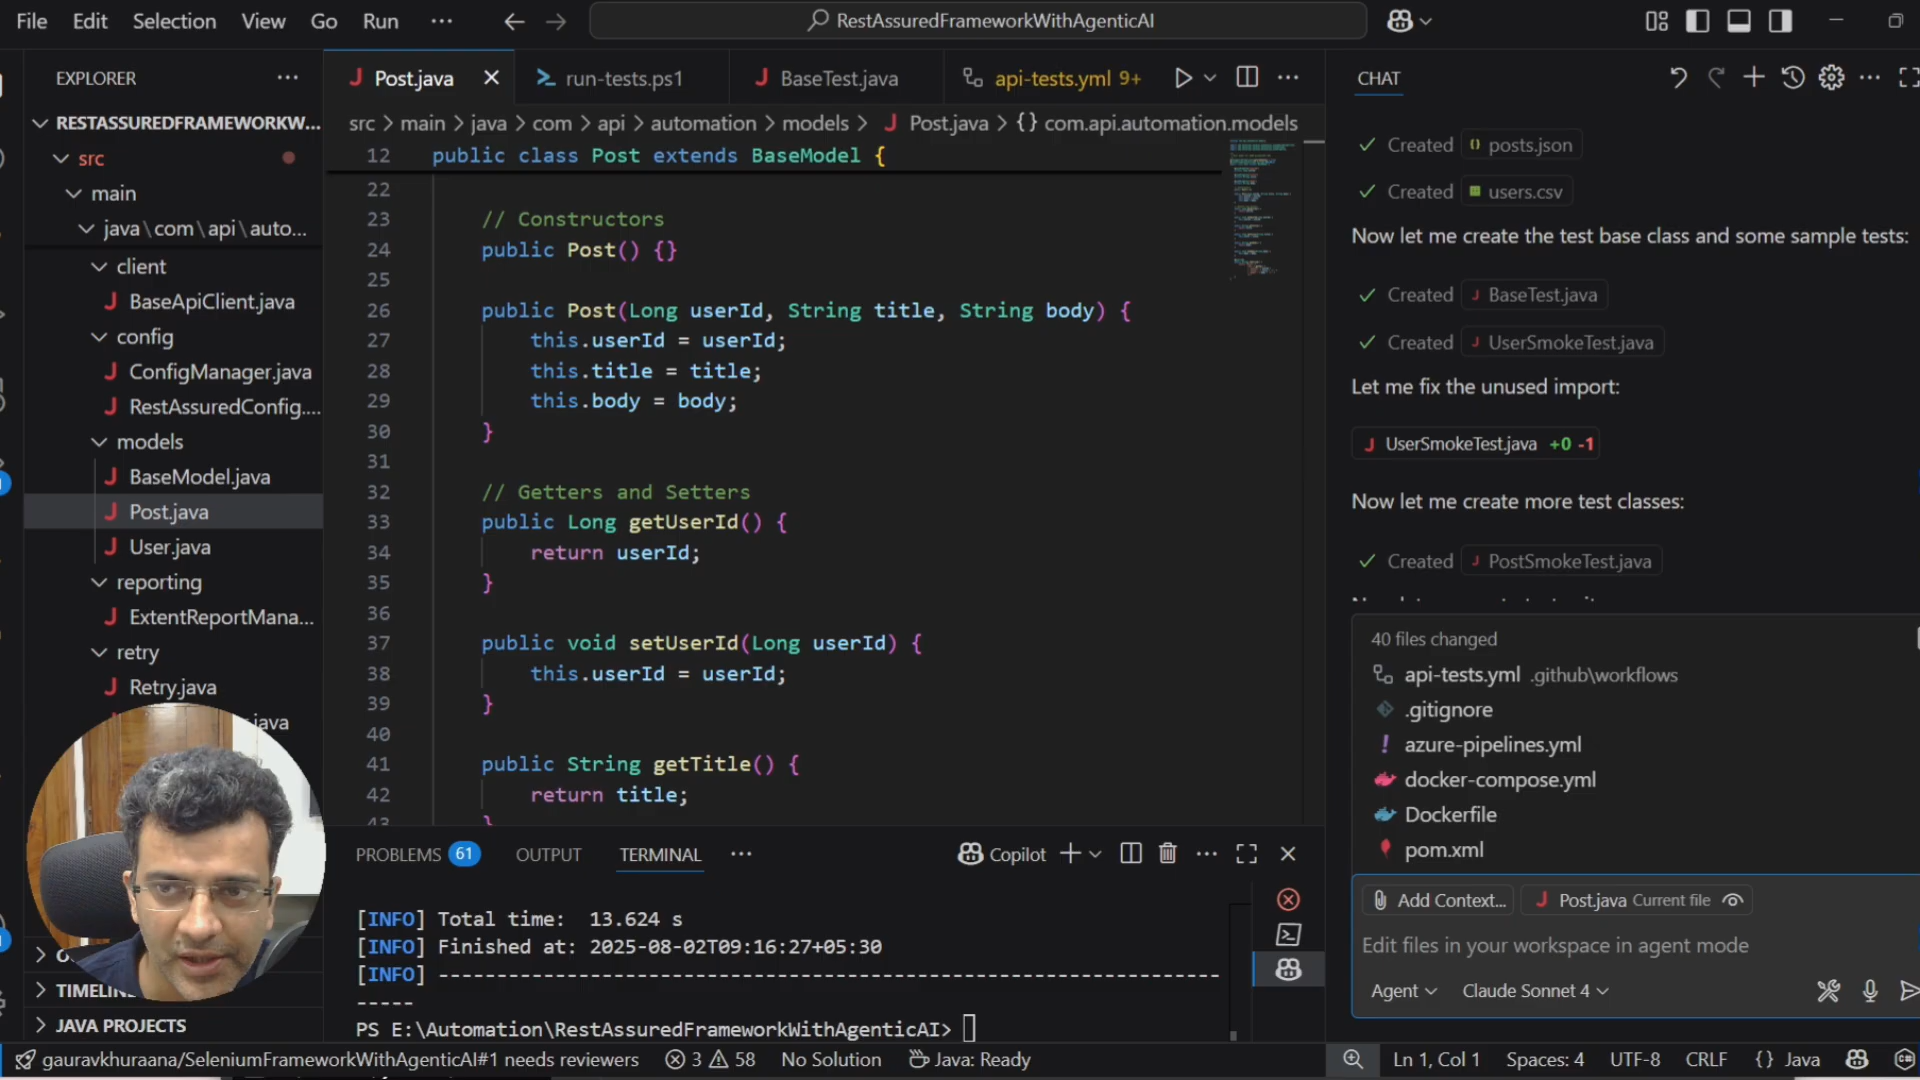 File Edit Selection View Go Run ···
RestAssuredFrameworkWithAgenticAI
EXPLORER ···
RESTASSUREDFRAMEWORKW...
src
main
java\com\api\auto...
client
BaseApiClient.java
config
ConfigManager.java
RestAssuredConfig....
models
BaseModel.java
Post.java
User.java
reporting
ExtentReportMana...
retry
Retry.java
java
TIMELINE
JAVA PROJECTS
Post.java
run-tests.ps1
BaseTest.java
api-tests.yml 9+
src > main > java > com > api > automation > models > Post.java > {} com.api.automation.models
12 public class Post extends BaseModel {
22
23 // Constructors
24 public Post() {}
25
26 public Post(Long userId, String title, String body) {
27 this.userId = userId;
28 this.title = title;
29 this.body = body;
30 }
31
32 // Getters and Setters
33 public Long getUserId() {
34 return userId;
35 }
36
37 public void setUserId(Long userId) {
38 this.userId = userId;
39 }
40
41 public String getTitle() {
42 return title;
43 }
PROBLEMS 61 OUTPUT TERMINAL ···
Copilot
[INFO] Total time:  13.624 s
[INFO] Finished at: 2025-08-02T09:16:27+05:30
[INFO] ----------------------------------------------------------------
-----
PS E:\Automation\RestAssuredFrameworkWithAgenticAI>
CHAT
Created posts.json
Created users.csv
Now let me create the test base class and some sample tests:
Created BaseTest.java
Created UserSmokeTest.java
Let me fix the unused import:
UserSmokeTest.java +0 -1
Now let me create more test classes:
Created PostSmokeTest.java
40 files changed
api-tests.yml .github\workflows
.gitignore
azure-pipelines.yml
docker-compose.yml
Dockerfile
pom.xml
Add Context...
Post.java Current file
Edit files in your workspace in agent mode
Agent
Claude Sonnet 4
gauravkhuraana/SeleniumFrameworkWithAgenticAI#1 needs reviewers
3 58
No Solution
Java: Ready
Ln 1, Col 1
Spaces: 4
UTF-8
CRLF
{} Java